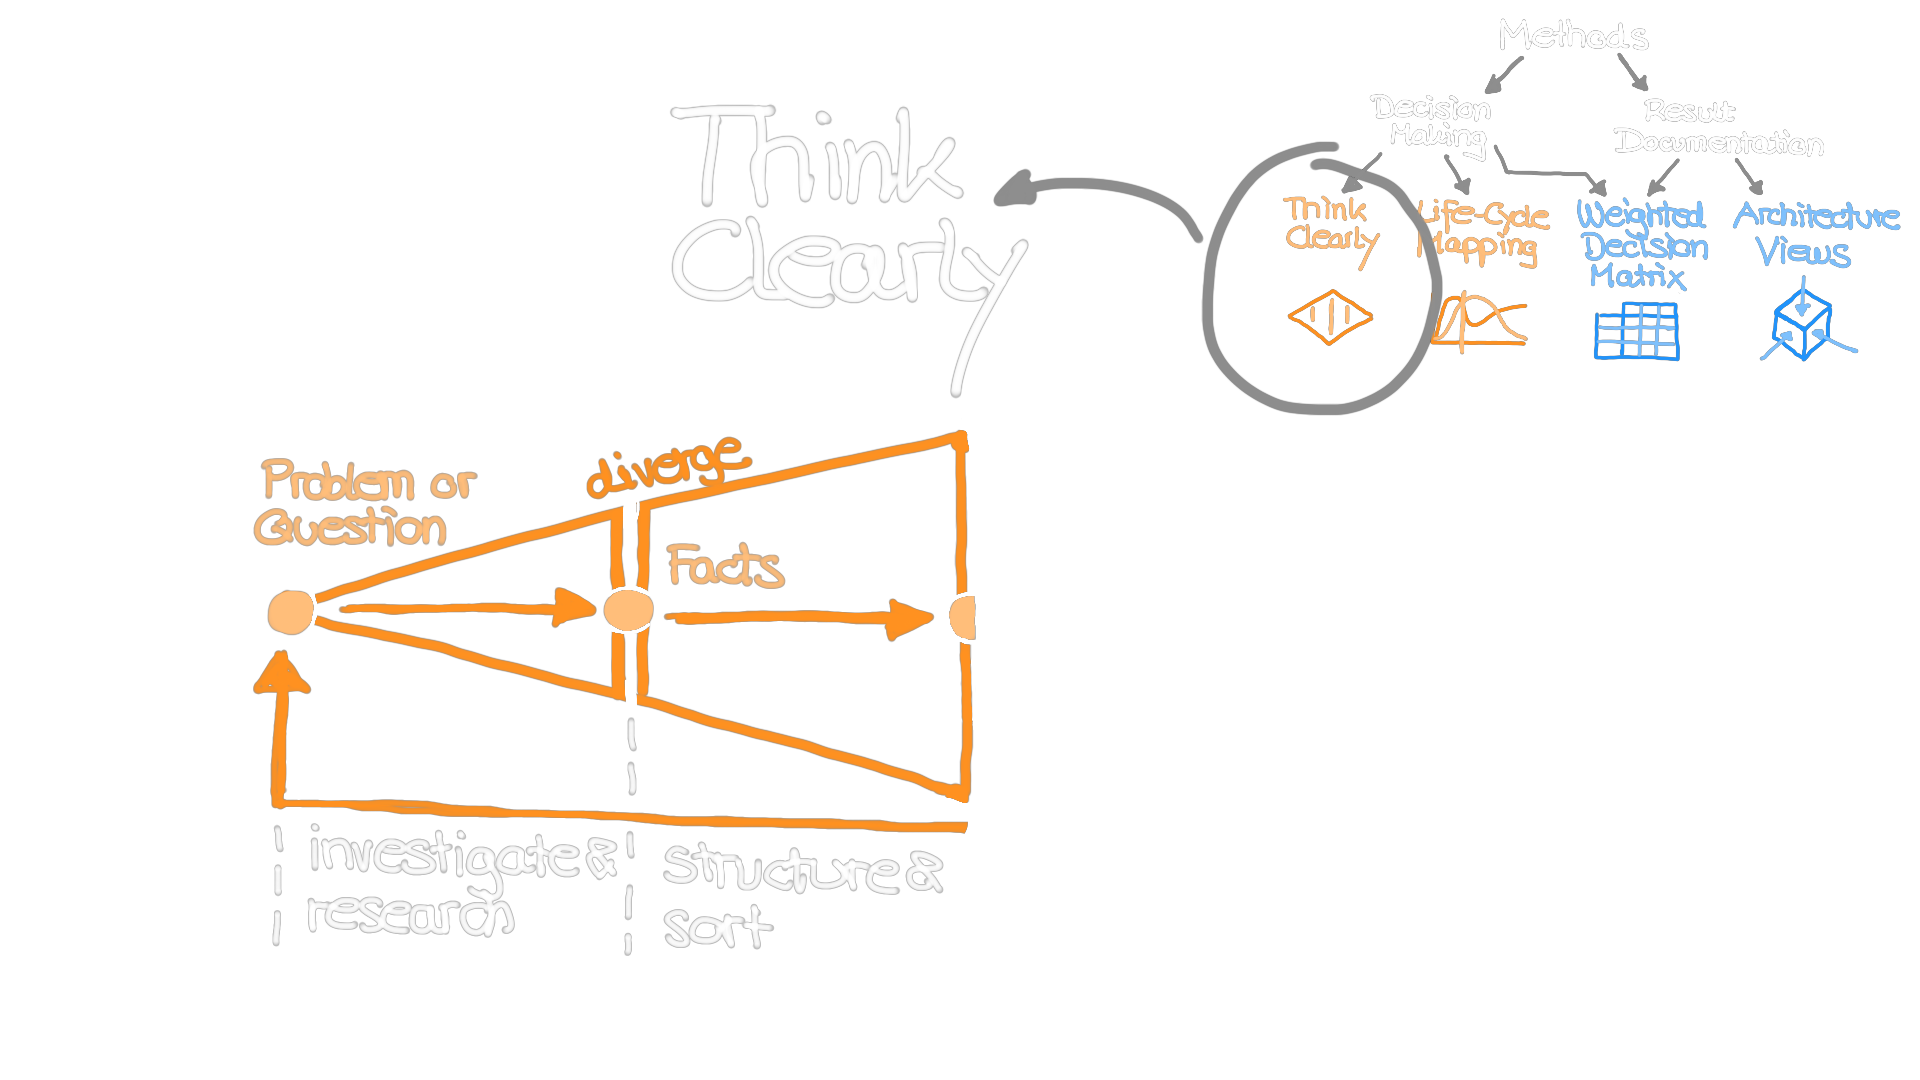 Methods
Decision
Making
Result
Documentation
Think
Clearly
Life-Cycle
Mapping
Weighted
Decision
Matrix
Architecture
Views
Think
Clearly
Problem or
Question
diverge
Facts
investigate &
research
structure &
sort